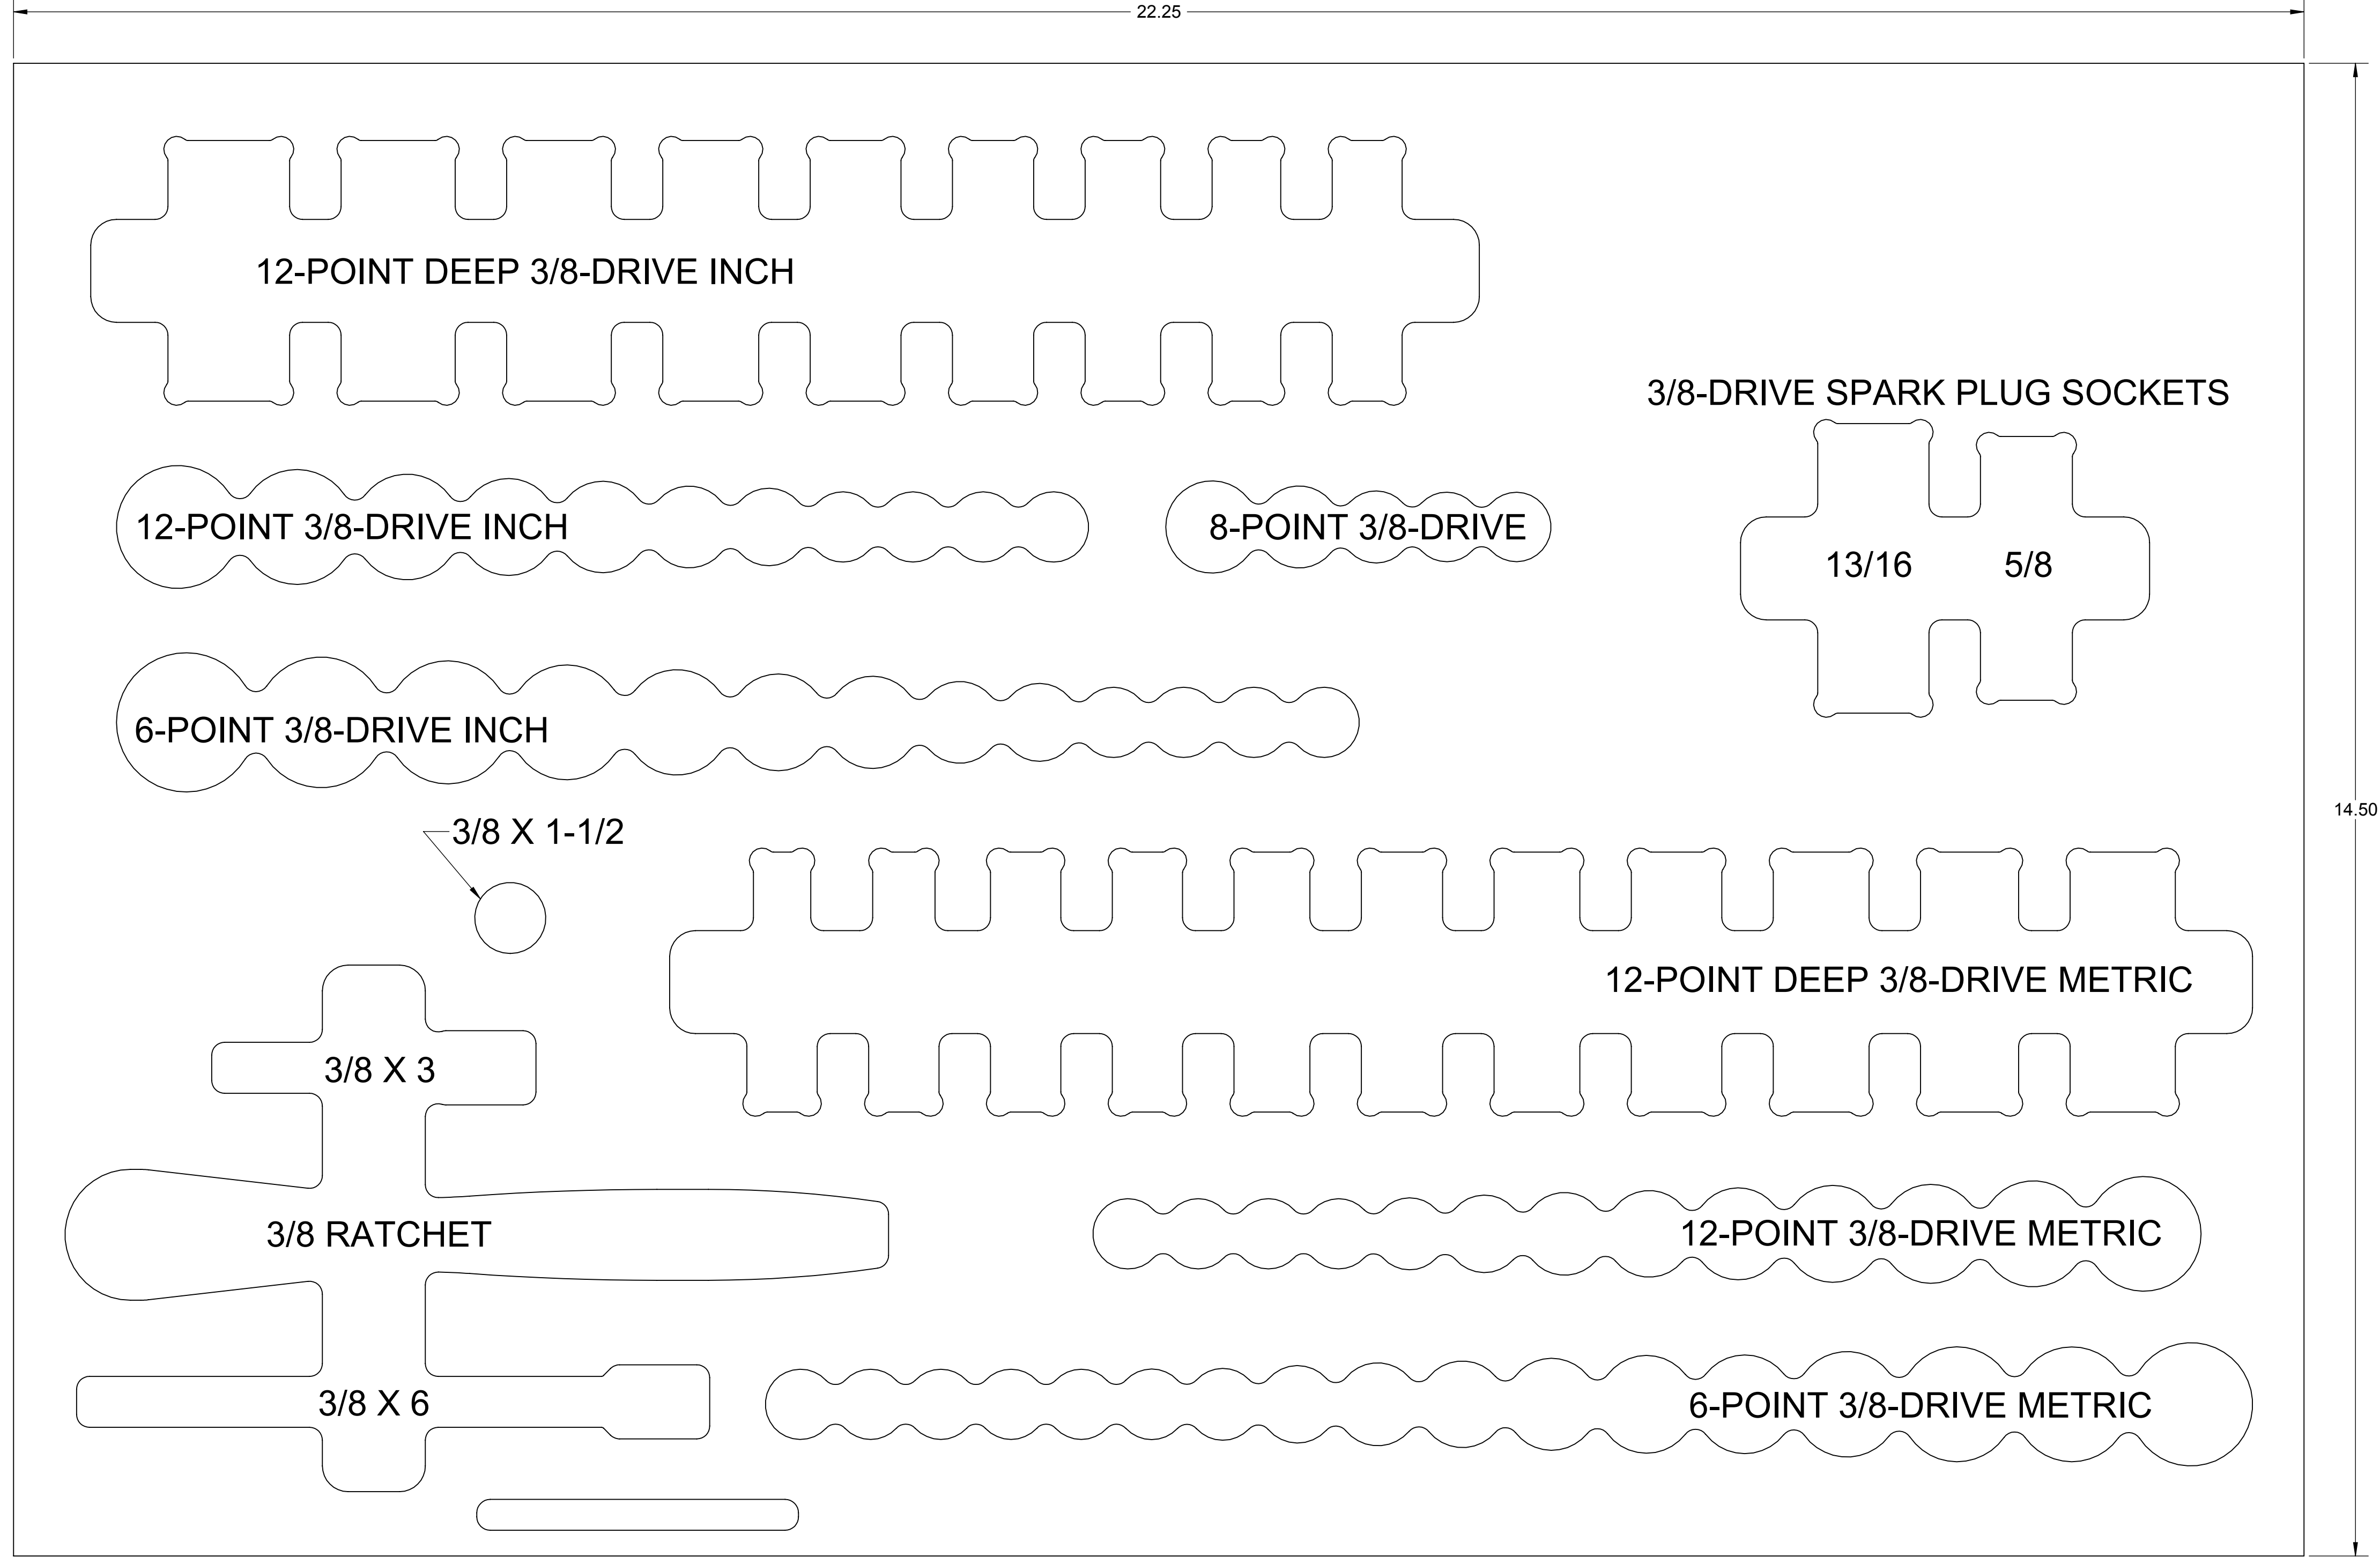 22.25
12-POINT DEEP 3/8-DRIVE INCH
3/8-DRIVE SPARK PLUG SOCKETS
12-POINT 3/8-DRIVE INCH
8-POINT 3/8-DRIVE
13/16
5/8
6-POINT 3/8-DRIVE INCH
14.50
3/8 X 1-1/2
12-POINT DEEP 3/8-DRIVE METRIC
3/8 X 3
3/8 RATCHET
12-POINT 3/8-DRIVE METRIC
3/8 X 6
6-POINT 3/8-DRIVE METRIC